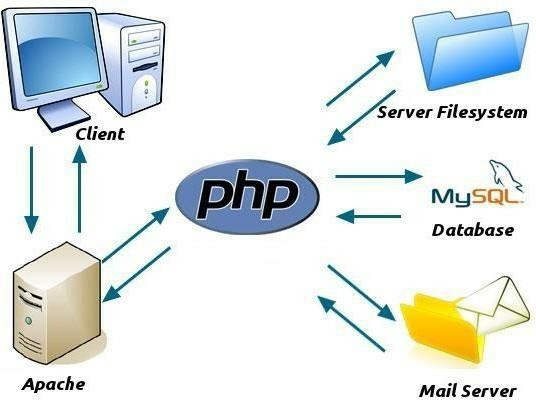 Client
Server Filesystem
php
MySQL
Database
Apache
Mail Server